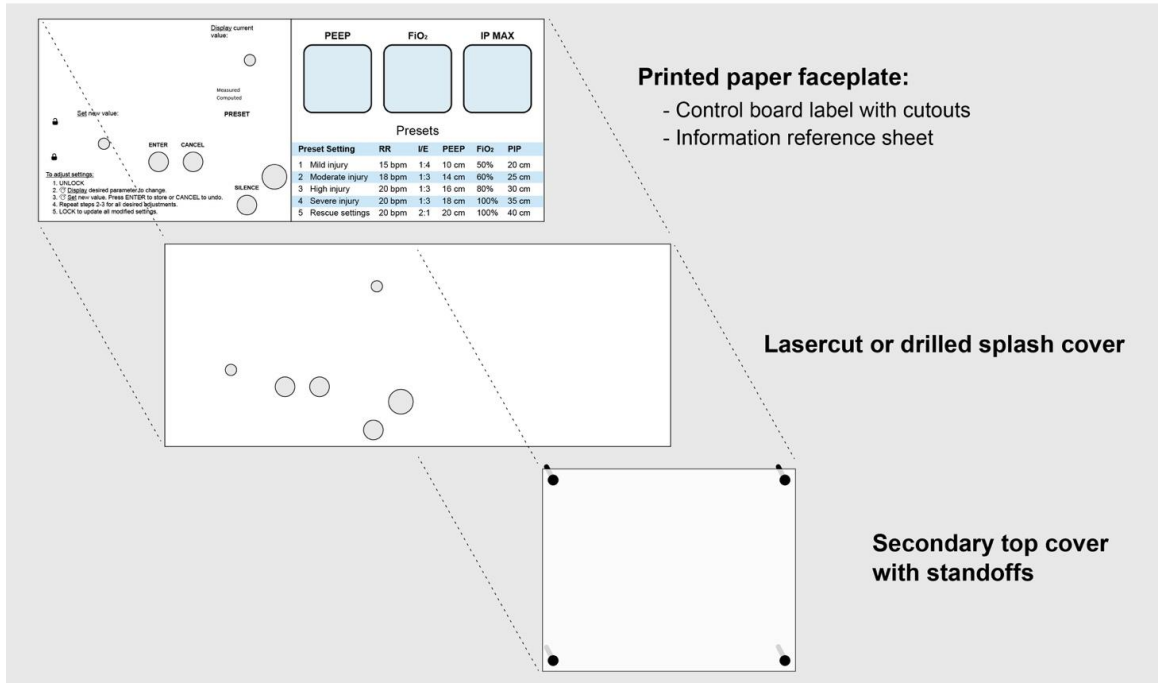 Display current
value:
Measured
Computed
PRESET
Set new value:
ENTER CANCEL
To adjust settings:
1. UNLOCK
2. Display desired parameter to change.
3. Set new value. Press ENTER to store or CANCEL to undo.
4. Repeat steps 2-3 for all desired adjustments.
5. LOCK to update all modified settings.
SILENCE
PEEP FiO₂ IP MAX
Presets
Preset Setting RR I/E PEEP FiO₂ PIP
1 Mild injury 15 bpm 1:4 10 cm 50% 20 cm
2 Moderate injury 18 bpm 1:3 14 cm 60% 25 cm
3 High injury 20 bpm 1:3 16 cm 80% 30 cm
4 Severe injury 20 bpm 1:3 18 cm 100% 35 cm
5 Rescue settings 20 bpm 2:1 20 cm 100% 40 cm
Printed paper faceplate:
- Control board label with cutouts
- Information reference sheet
Lasercut or drilled splash cover
Secondary top cover
with standoffs